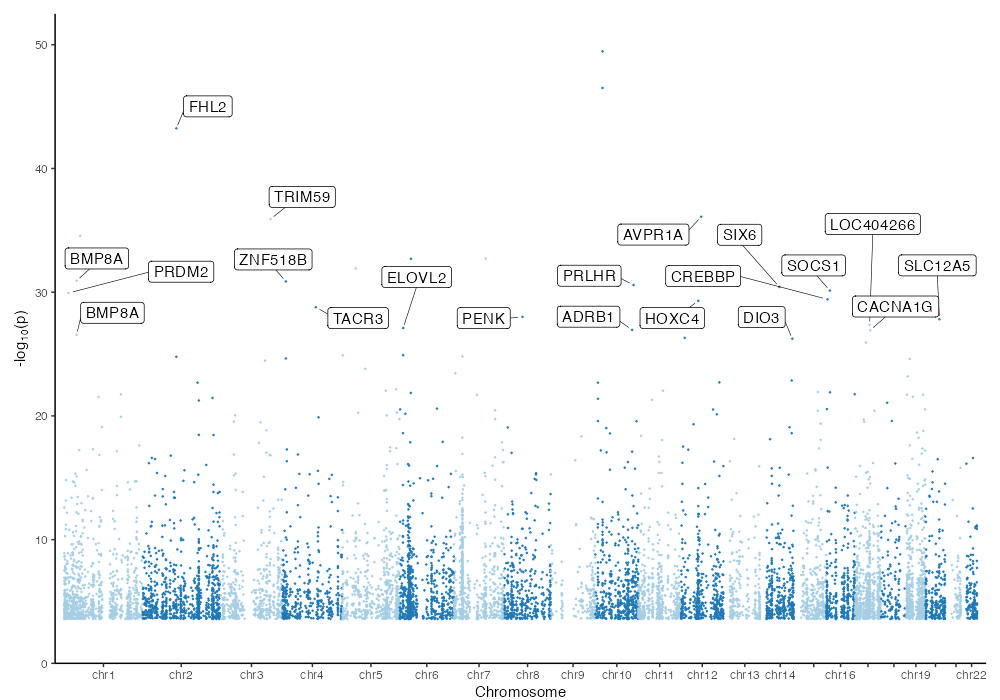 50
FHL2
40
TRIM59
LOC404266
AVPR1A
SIX6
BMP8A
ZNF518B
PRDM2
SOCS1
SLC12A5
ELOVL2
PRLHR
CREBBP
30
BMP8A
TACR3
PENK
ADRB1
HOXC4
DIO3
CACNA1G
-log10(p)
20
10
0
chr1 chr2 chr3 chr4 chr5 chr6 chr7 chr8 chr9 chr10 chr11 chr12 chr13 chr14 chr16 chr19 chr22
Chromosome